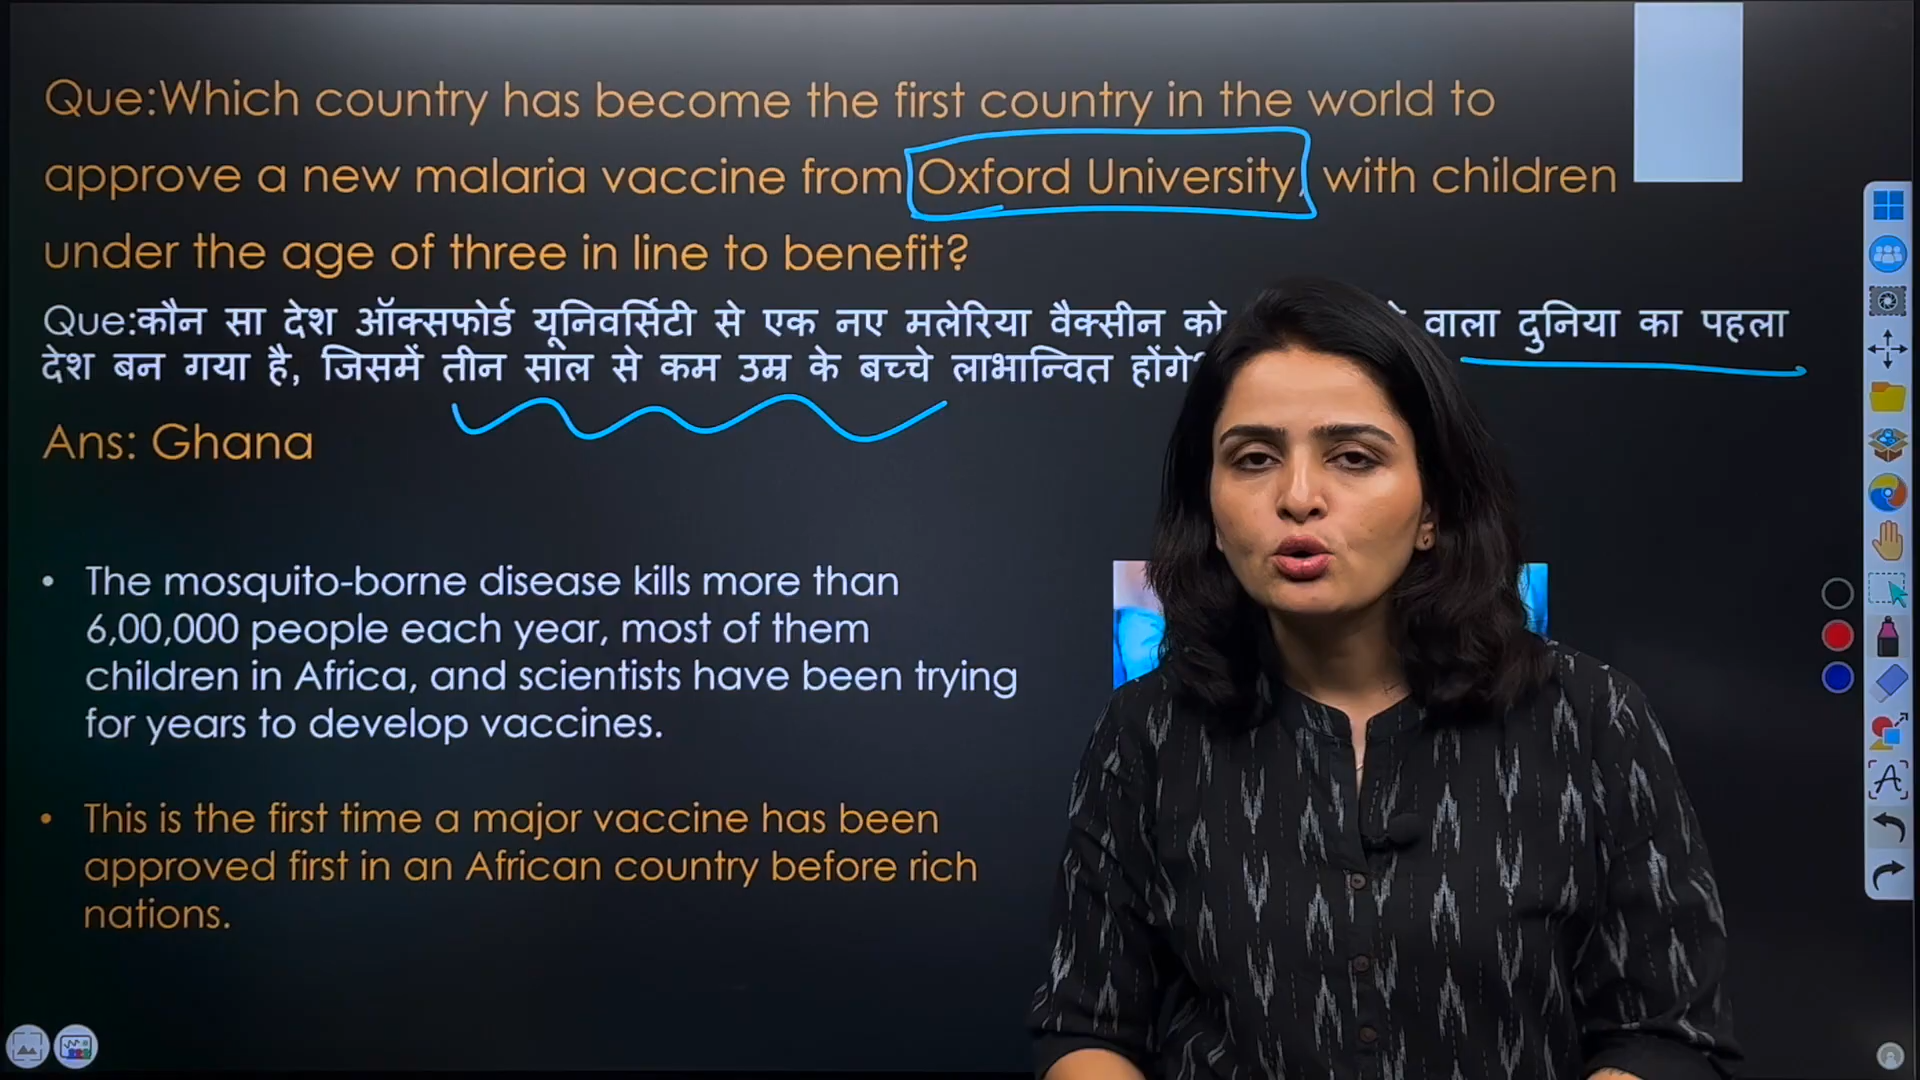 Que:Which country has become the first country in the world to
approve a new malaria vaccine from Oxford University, with children
under the age of three in line to benefit?
Que:कौन सा देश ऑक्सफोर्ड यूनिवर्सिटी से एक नए मलेरिया वैक्सीन को वाला दुनिया का पहला
देश बन गया है, जिसमें तीन साल से कम उम्र के बच्चे लाभान्वित होंगे
Ans: Ghana
• The mosquito-borne disease kills more than
6,00,000 people each year, most of them
children in Africa, and scientists have been trying
for years to develop vaccines.
• This is the first time a major vaccine has been
approved first in an African country before rich
nations.